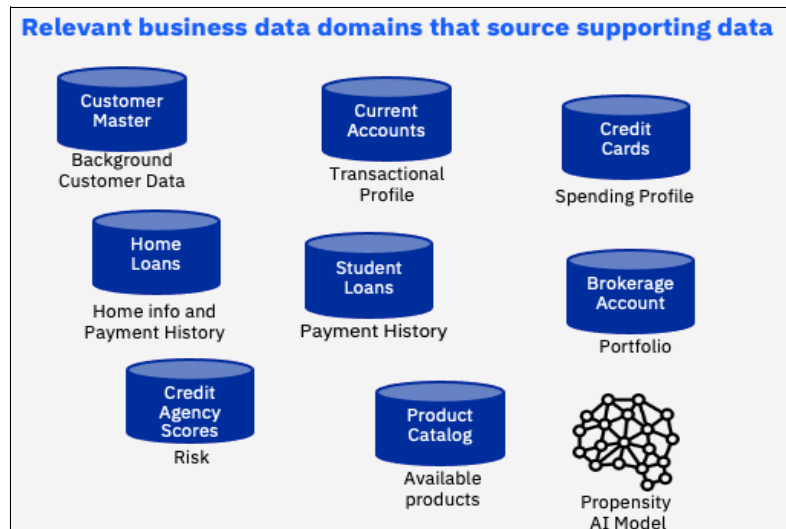 Relevant business data domains that source supporting data
Customer
Master
Background
Customer Data
Current
Accounts
Transactional
Profile
Credit
Cards
Spending Profile
Home
Loans
Home info and
Payment History
Student
Loans
Payment History
Brokerage
Account
Portfolio
Credit
Agency
Scores
Risk
Product
Catalog
Available
products
Propensity
AI Model